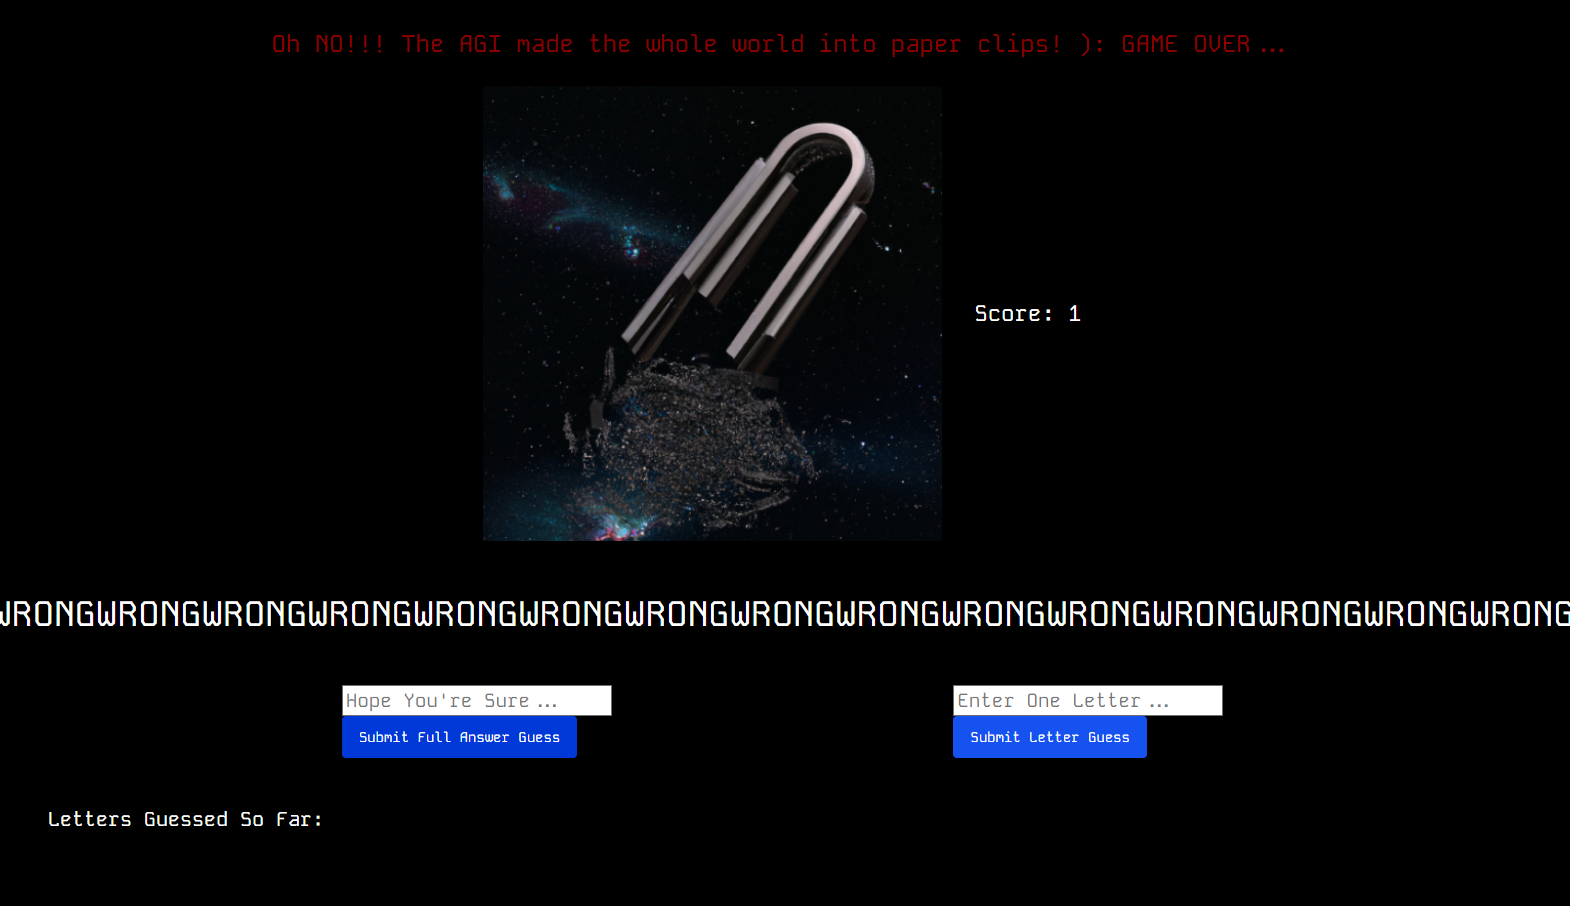 Oh NO!!! The AGI made the whole world into paper clips! ): GAME OVER...
Score: 1
WRONGWRONGWRONGWRONGWRONGWRONGWRONGWRONGWRONGWRONGWRONGWRONGWRONGWRONGWRONG
Hope You're Sure...
Enter One Letter...
Submit Full Answer Guess
Submit Letter Guess
Letters Guessed So Far: